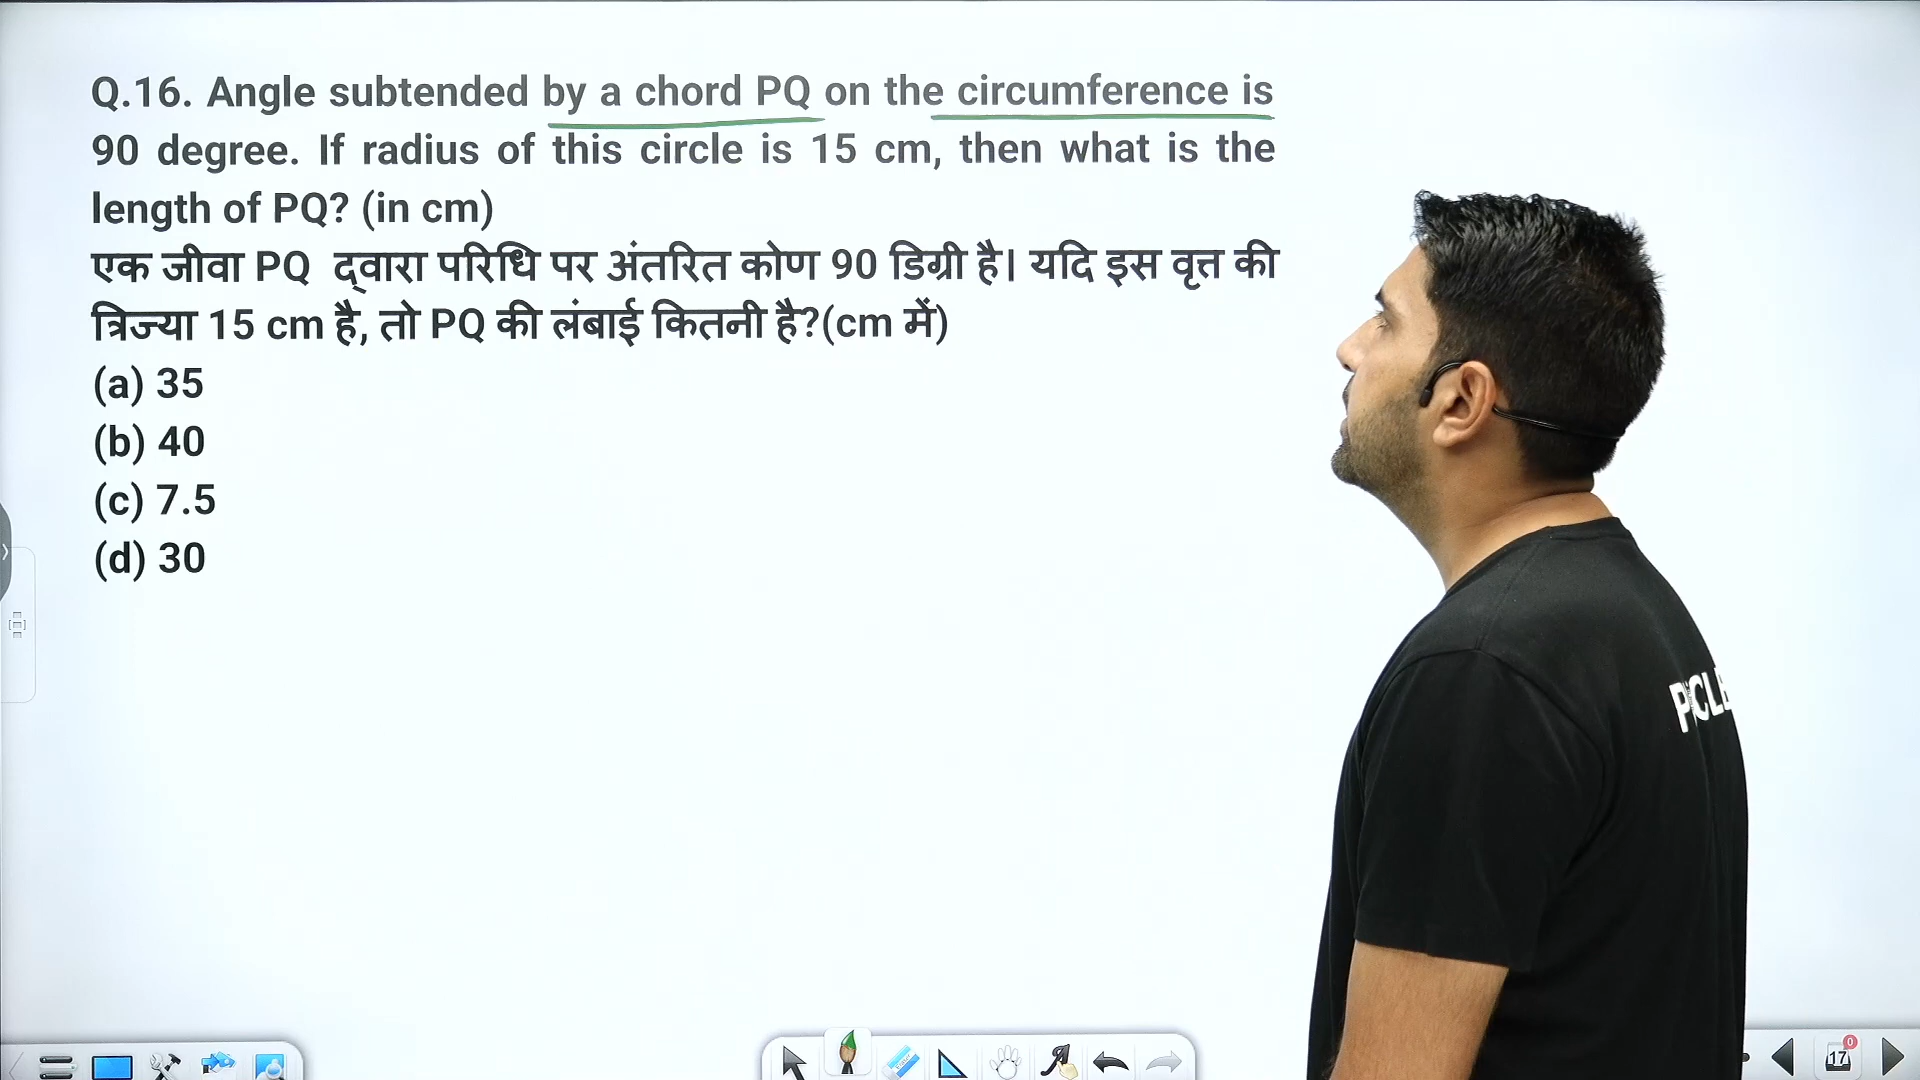 Q.16. Angle subtended by a chord PQ on the circumference is
90 degree. If radius of this circle is 15 cm, then what is the
length of PQ? (in cm)
एक जीवा PQ द्वारा परिधि पर अंतरित कोण 90 डिग्री है। यदि इस वृत्त की
त्रिज्या 15 cm है, तो PQ की लंबाई कितनी है?(cm में)
(a) 35
(b) 40
(c) 7.5
(d) 30
17
0